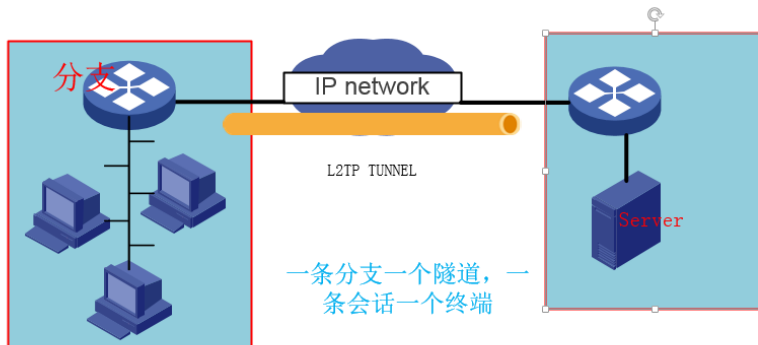 分支
IP network
L2TP TUNNEL
Server
一条分支一个隧道，一
条会话一个终端